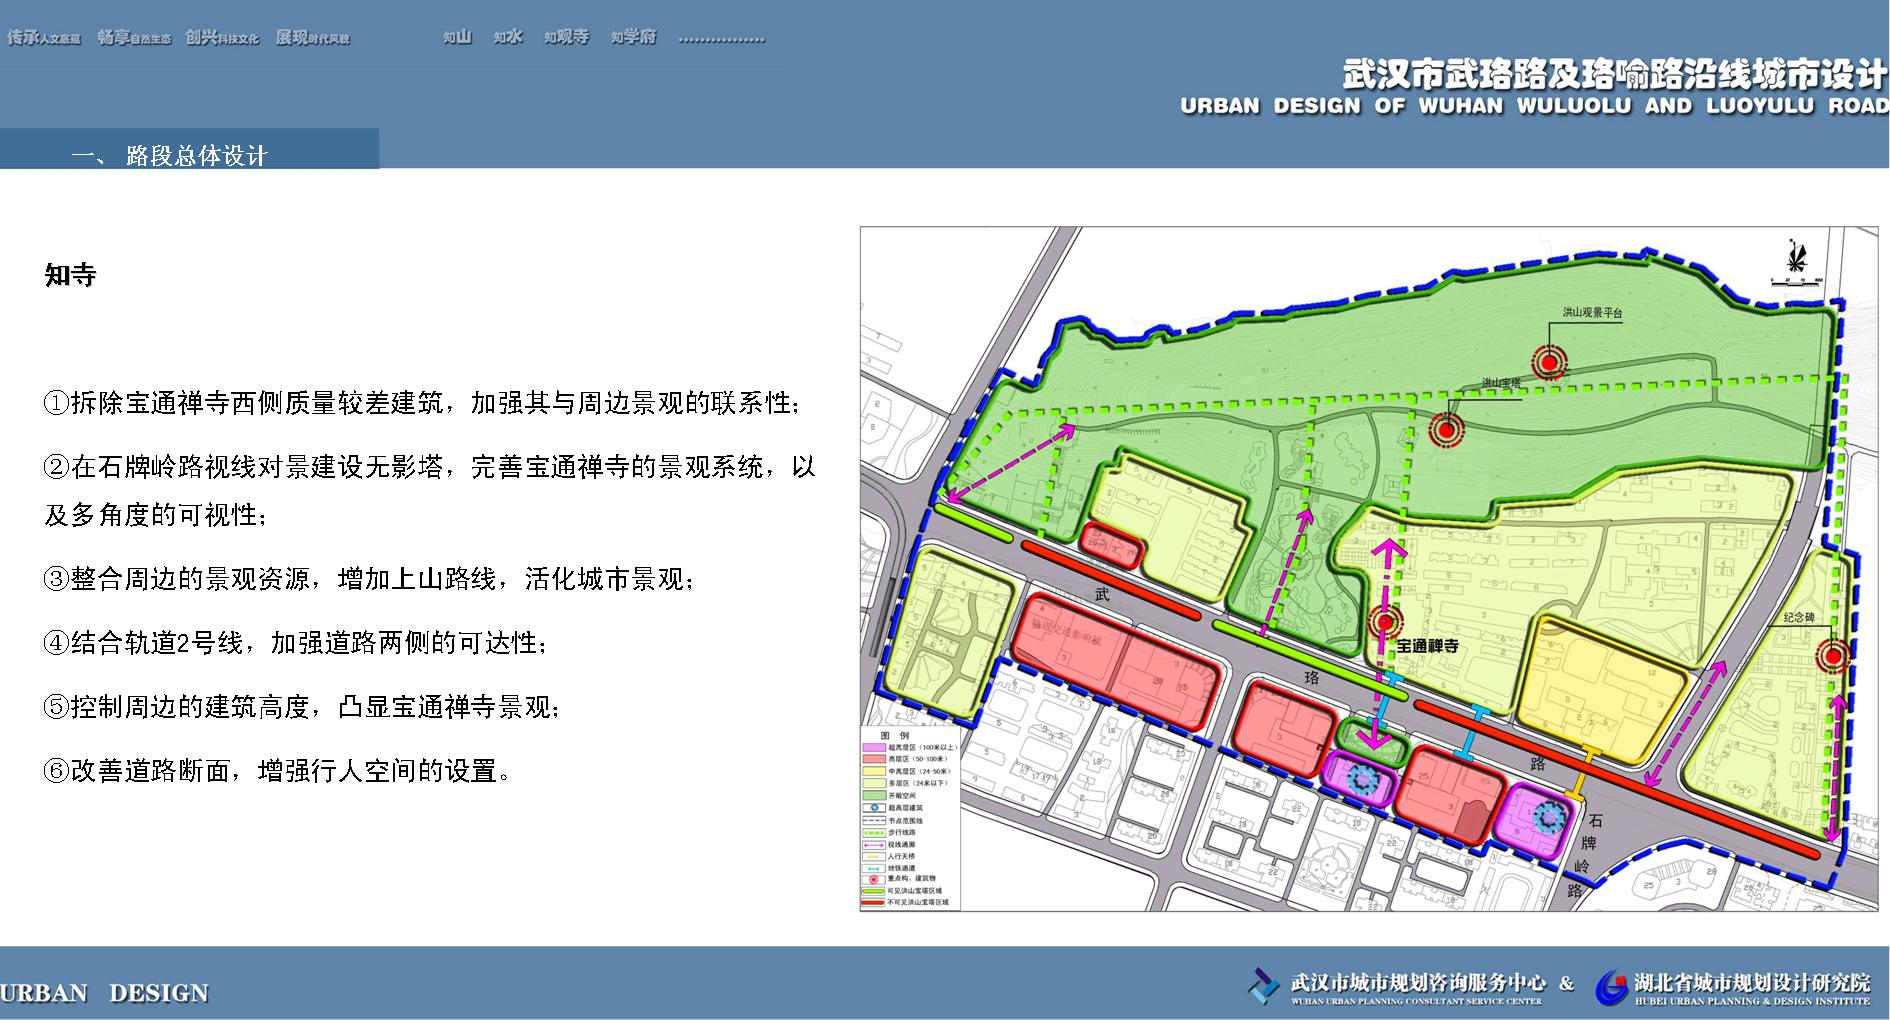 传承人文底蕴 畅享自然生态 创兴科技文化 展现时代风貌 知山 知水 知观寺 知学府 ................
武汉市武珞路及珞喻路沿线城市设计
URBAN DESIGN OF WUHAN WULUOLU AND LUOYULU ROAD
一、 路段总体设计
知寺
①拆除宝通禅寺西侧质量较差建筑，加强其与周边景观的联系性；
②在石牌岭路视线对景建设无影塔，完善宝通禅寺的景观系统，以
及多角度的可视性；
③整合周边的景观资源，增加上山路线，活化城市景观；
④结合轨道2号线，加强道路两侧的可达性；
⑤控制周边的建筑高度，凸显宝通禅寺景观；
⑥改善道路断面，增强行人空间的设置。
洪山观景平台
洪山宝塔
纪念碑
宝通禅寺
武
珞
路
石
牌
岭
路
图 例
超高层区（100米以上）
高层区（50-100米）
中高层区（24-50米）
多层区（24米以下）
开敞空间
超高层建筑
节点范围线
步行线路
视线通廊
人行天桥
地铁通道
重点构、建筑物
可见洪山宝塔区域
不可见洪山宝塔区域
URBAN DESIGN
武汉市城市规划咨询服务中心 & 湖北省城市规划设计研究院
WUHAN URBAN PLANNING CONSULTANT SERVICE CENTER
HUBEI URBAN PLANNING & DESIGN INSTITUTE